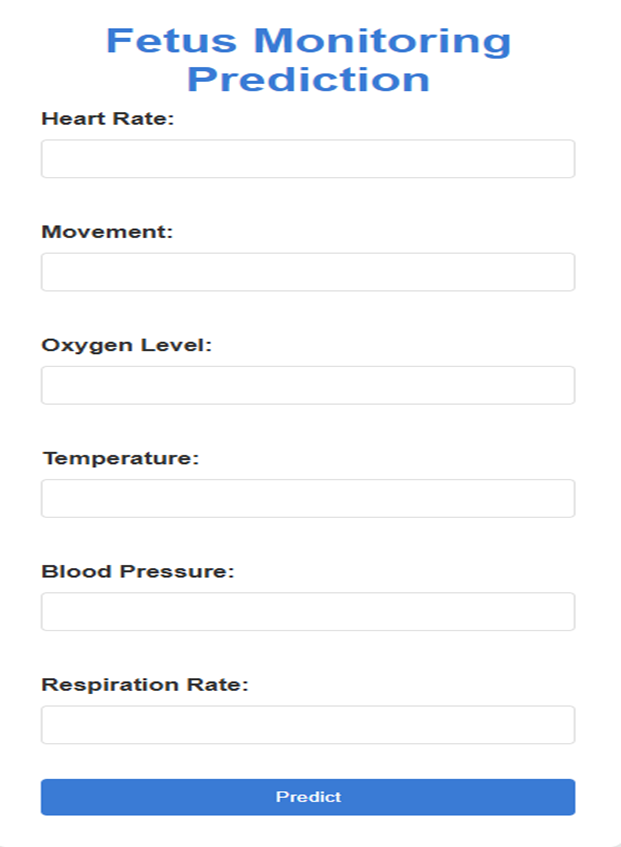 Fetus Monitoring
Prediction
Heart Rate:
Movement:
Oxygen Level:
Temperature:
Blood Pressure:
Respiration Rate:
Predict